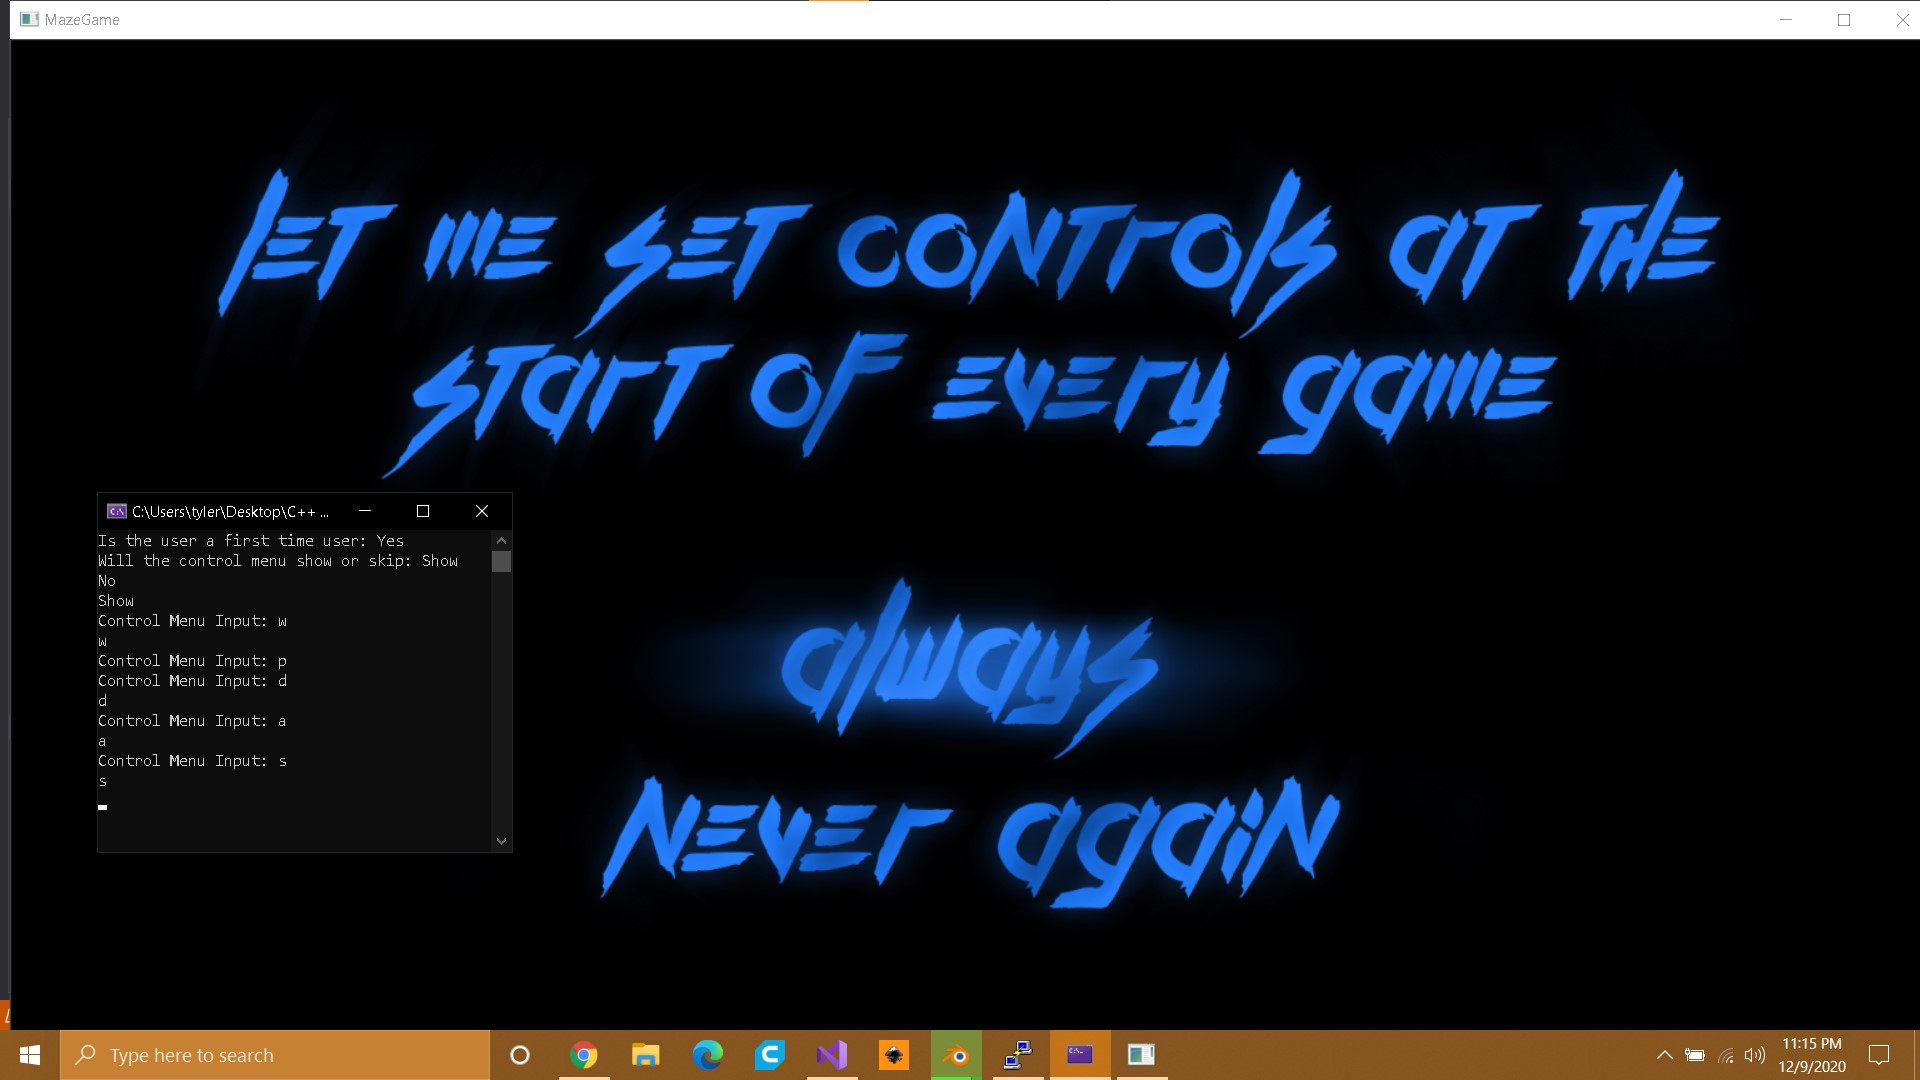 MazeGame
Let me set controls at the
start of every game
C:\Users\tyler\Desktop\C++ ...
Is the user a first time user: Yes
Will the control menu show or skip: Show
No
Show
Control Menu Input: w
w
Control Menu Input: p
Control Menu Input: d
d
Control Menu Input: a
a
Control Menu Input: s
s
always
Never again
Type here to search
11:15 PM
12/9/2020